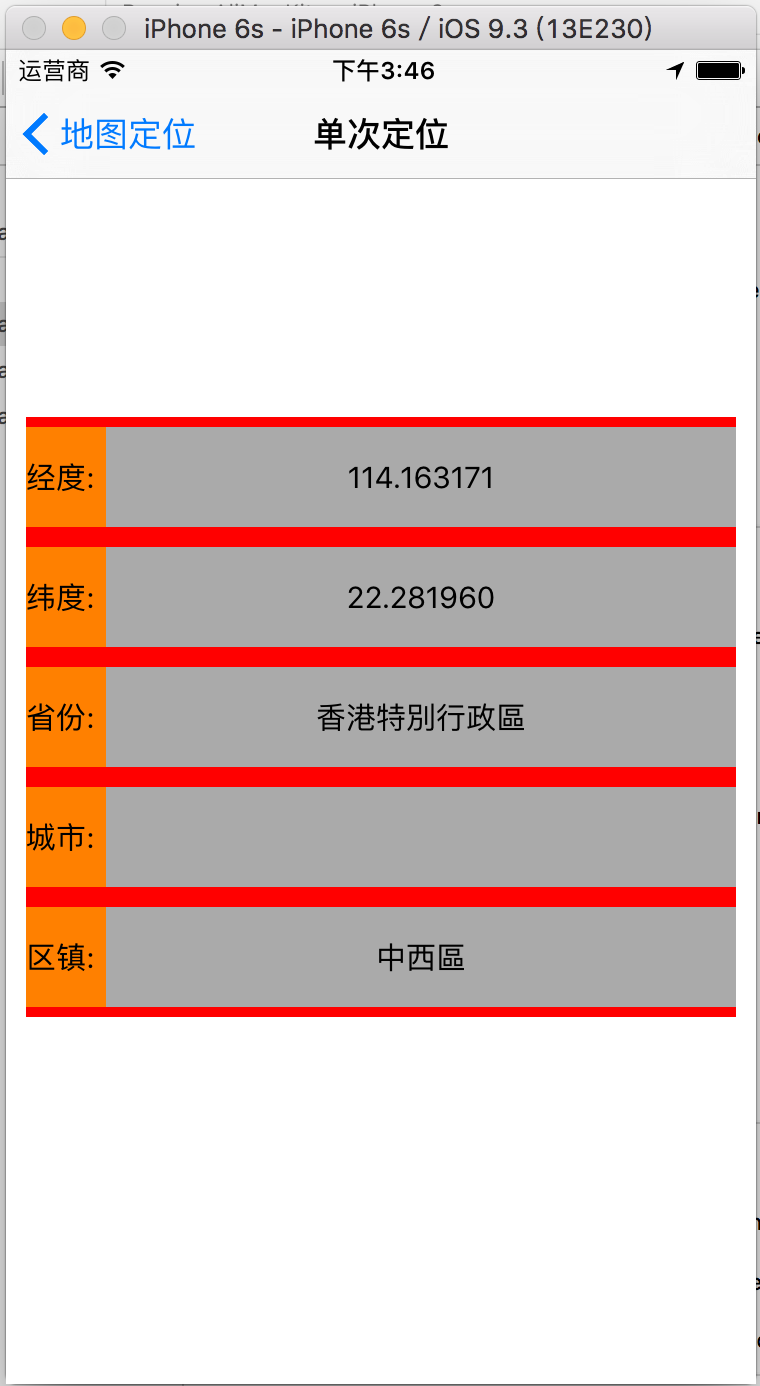 iPhone 6s - iPhone 6s / iOS 9.3 (13E230)
运营商 下午3:46
地图定位 单次定位
经度: 114.163171
纬度: 22.281960
省份: 香港特別行政區
城市:
区镇: 中西區